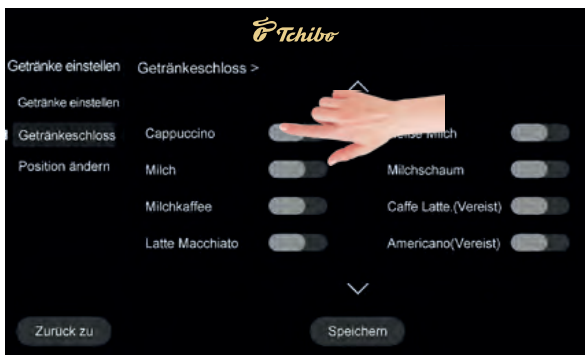 Tchibo
Getränke einstellen
Getränkeschloss >
Getränke einstellen
Getränkeschloss
Position ändern
Cappuccino
Milch
Milch
Milchschaum
Milchkaffee
Caffe Latte.(Vereist)
Latte Macchiato
Americano(Vereist)
Zurück zu
Speichern